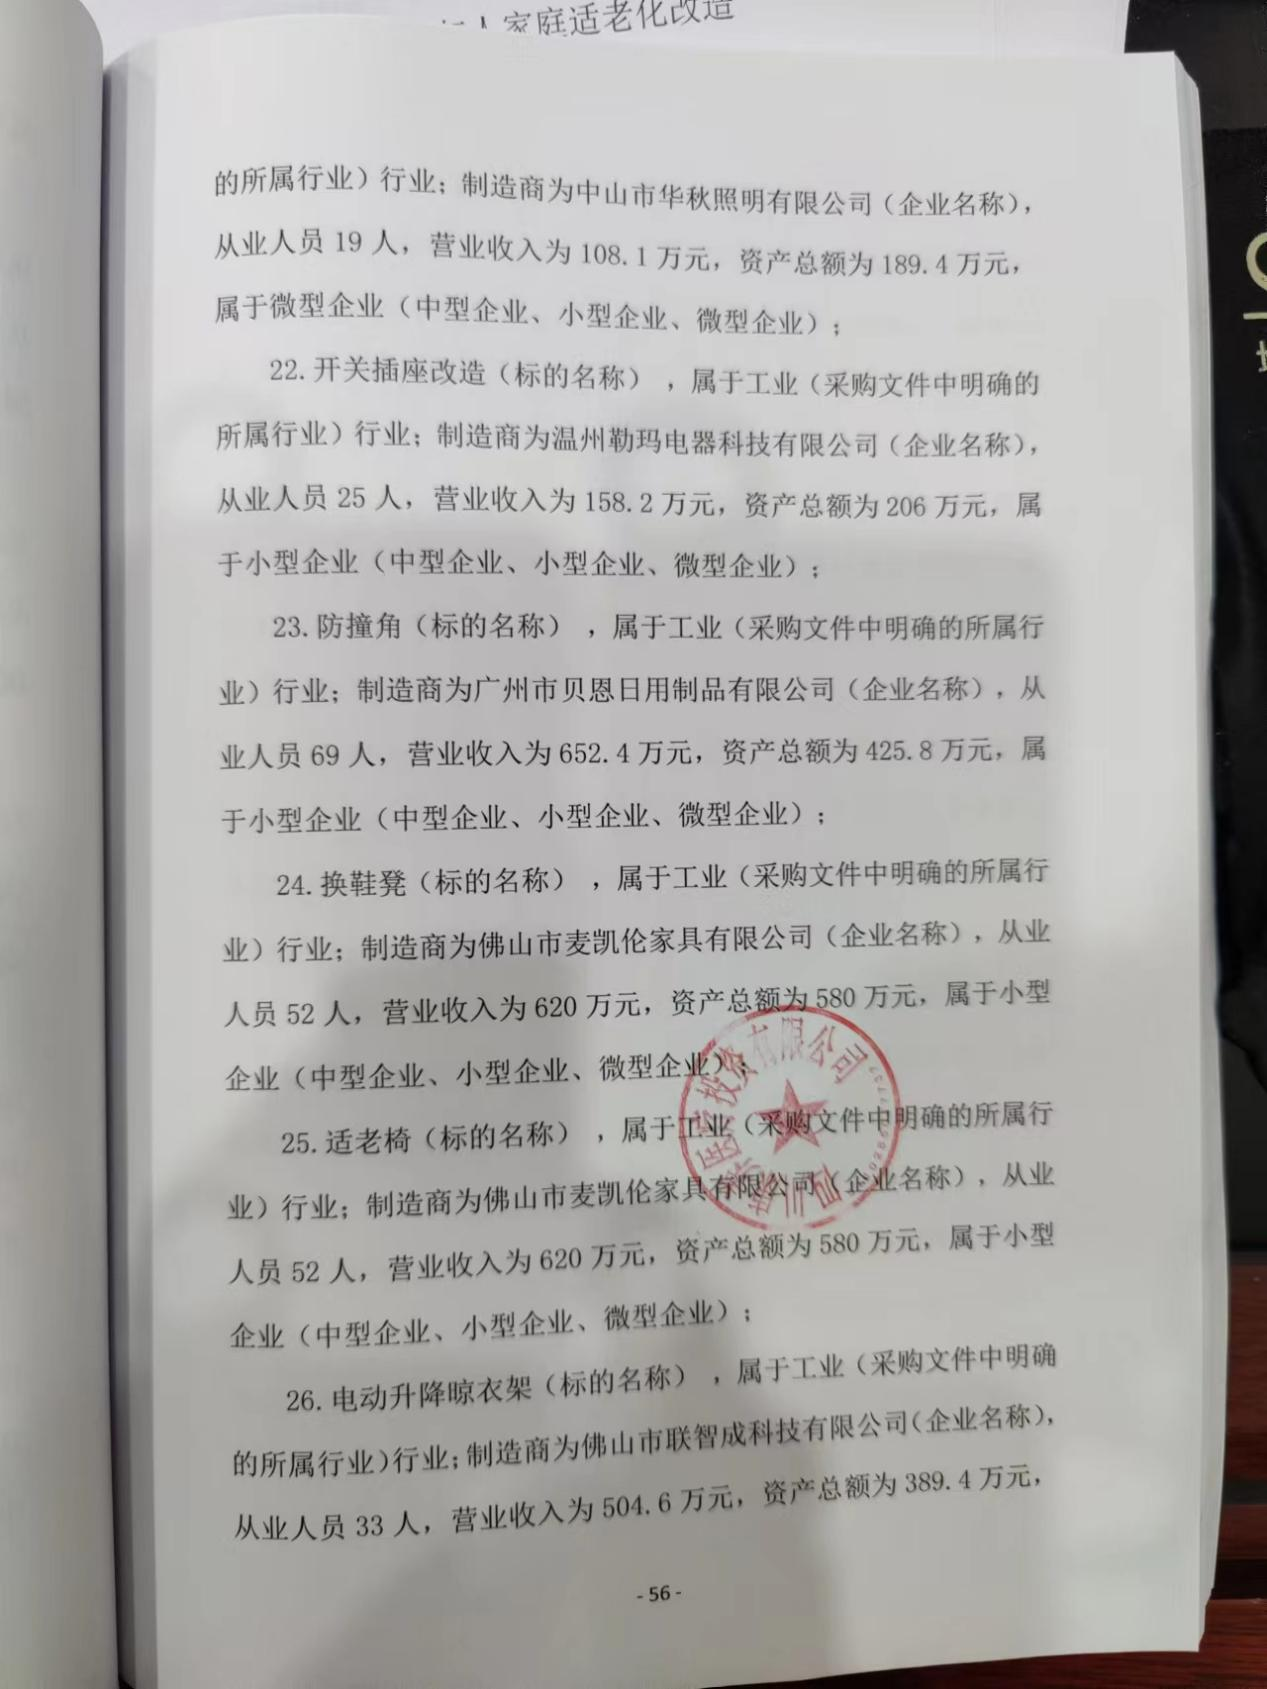 人家庭适老化改造
的所属行业）行业；制造商为中山市华秋照明有限公司（企业名称），
从业人员 19 人，营业收入为 108.1 万元，资产总额为 189.4 万元，
属于微型企业（中型企业、小型企业、微型企业）；
22. 开关插座改造（标的名称） ，属于工业（采购文件中明确的
所属行业）行业；制造商为温州勒玛电器科技有限公司（企业名称），
从业人员 25 人，营业收入为 158.2 万元，资产总额为 206 万元，属
于小型企业（中型企业、小型企业、微型企业）；
23. 防撞角（标的名称） ，属于工业（采购文件中明确的所属行
业）行业；制造商为广州市贝恩日用制品有限公司（企业名称），从
业人员 69 人，营业收入为 652.4 万元，资产总额为 425.8 万元，属
于小型企业（中型企业、小型企业、微型企业）；
24. 换鞋凳（标的名称） ，属于工业（采购文件中明确的所属行
业）行业；制造商为佛山市麦凯伦家具有限公司（企业名称），从业
人员 52 人，营业收入为 620 万元，资产总额为 580 万元，属于小型
企业（中型企业、小型企业、微型企业）；
25. 适老椅（标的名称） ，属于工业（采购文件中明确的所属行
业）行业；制造商为佛山市麦凯伦家具有限公司（企业名称），从业
人员 52 人，营业收入为 620 万元，资产总额为 580 万元，属于小型
企业（中型企业、小型企业、微型企业）；
26. 电动升降晾衣架（标的名称） ，属于工业（采购文件中明确
的所属行业）行业；制造商为佛山市联智成科技有限公司（企业名称），
从业人员 33 人，营业收入为 504.6 万元，资产总额为 389.4 万元，
投资有限公司
- 56 -